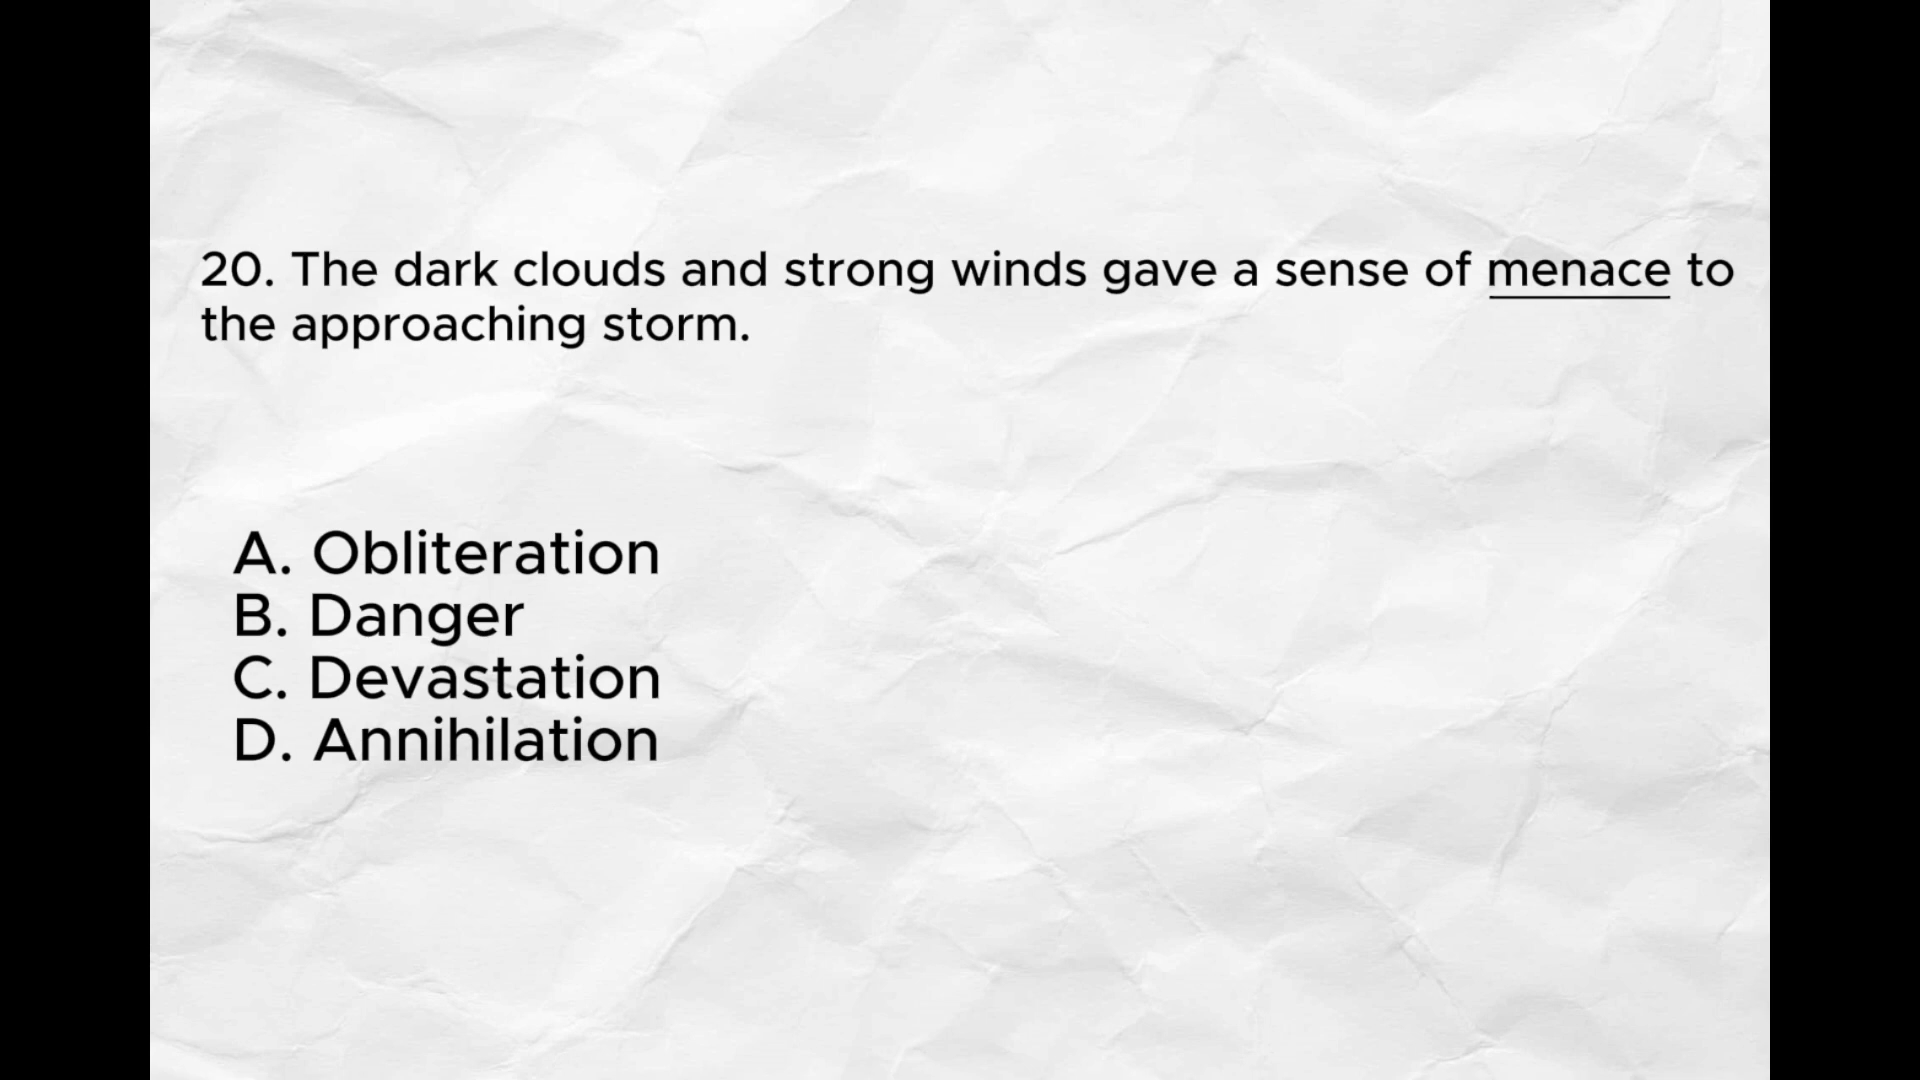 20. The dark clouds and strong winds gave a sense of menace to
the approaching storm.
A. Obliteration
B. Danger
C. Devastation
D. Annihilation